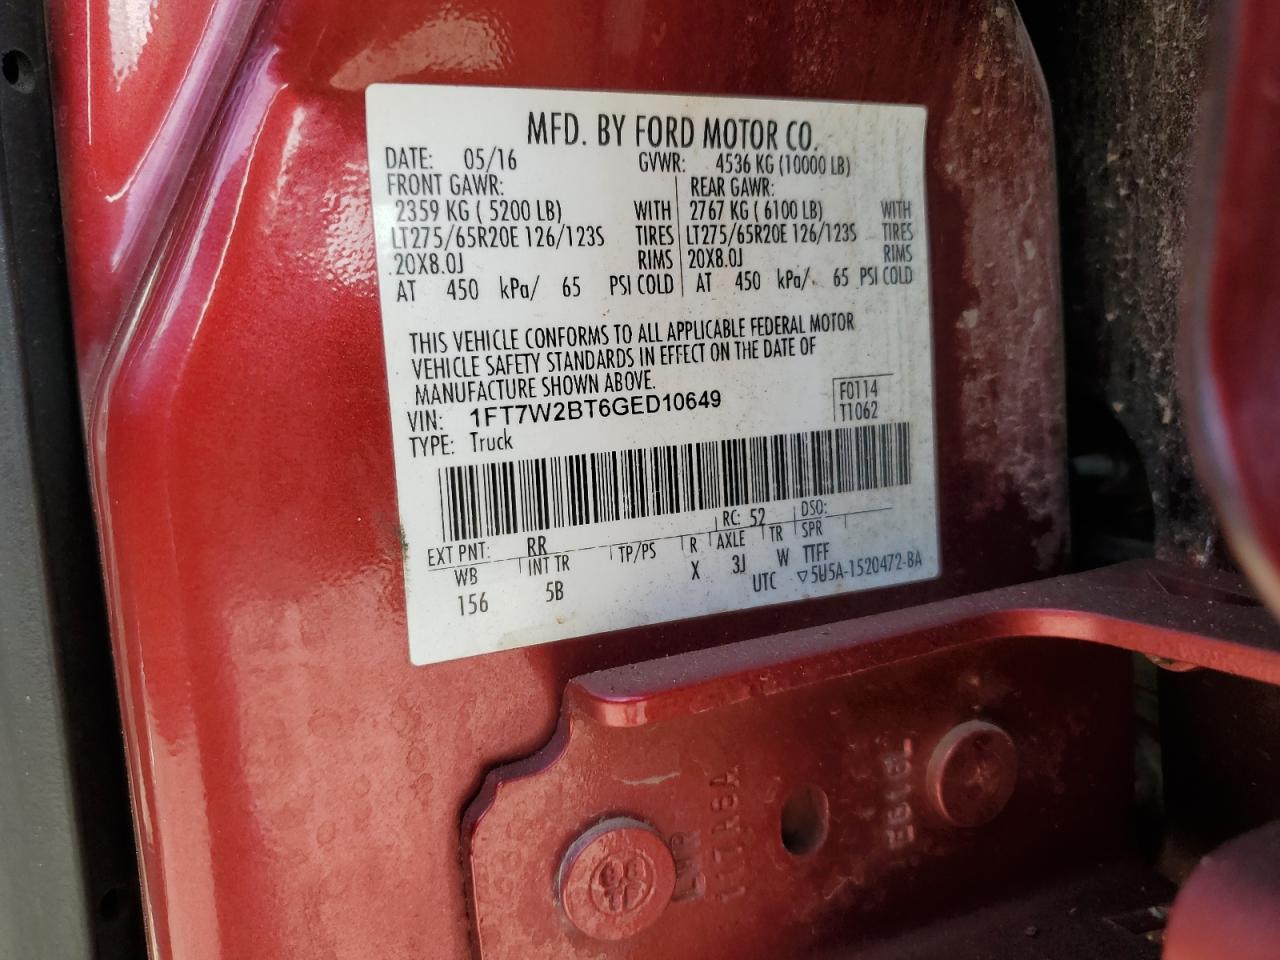 MFD. BY FORD MOTOR CO.
DATE: 05/16 GVWR: 4536 KG (10000 LB)
FRONT GAWR: REAR GAWR:
2359 KG ( 5200 LB) WITH 2767 KG ( 6100 LB) WITH
LT275/65R20E 126/123S TIRES LT275/65R20E 126/123S TIRES
20X8.0J RIMS 20X8.0J RIMS
AT 450 kPa/ 65 PSI COLD AT 450 kPa/ 65 PSI COLD
THIS VEHICLE CONFORMS TO ALL APPLICABLE FEDERAL MOTOR
VEHICLE SAFETY STANDARDS IN EFFECT ON THE DATE OF
MANUFACTURE SHOWN ABOVE.
VIN: 1FT7W2BT6GED10649 F0114
TYPE: Truck T1062
EXT PNT: RR RC: 52 DSO:
WB INT TR TP/PS R AXLE TR SPR
156 5B X 3J W TTFF
UTC ▽5U5A-1520472-BA